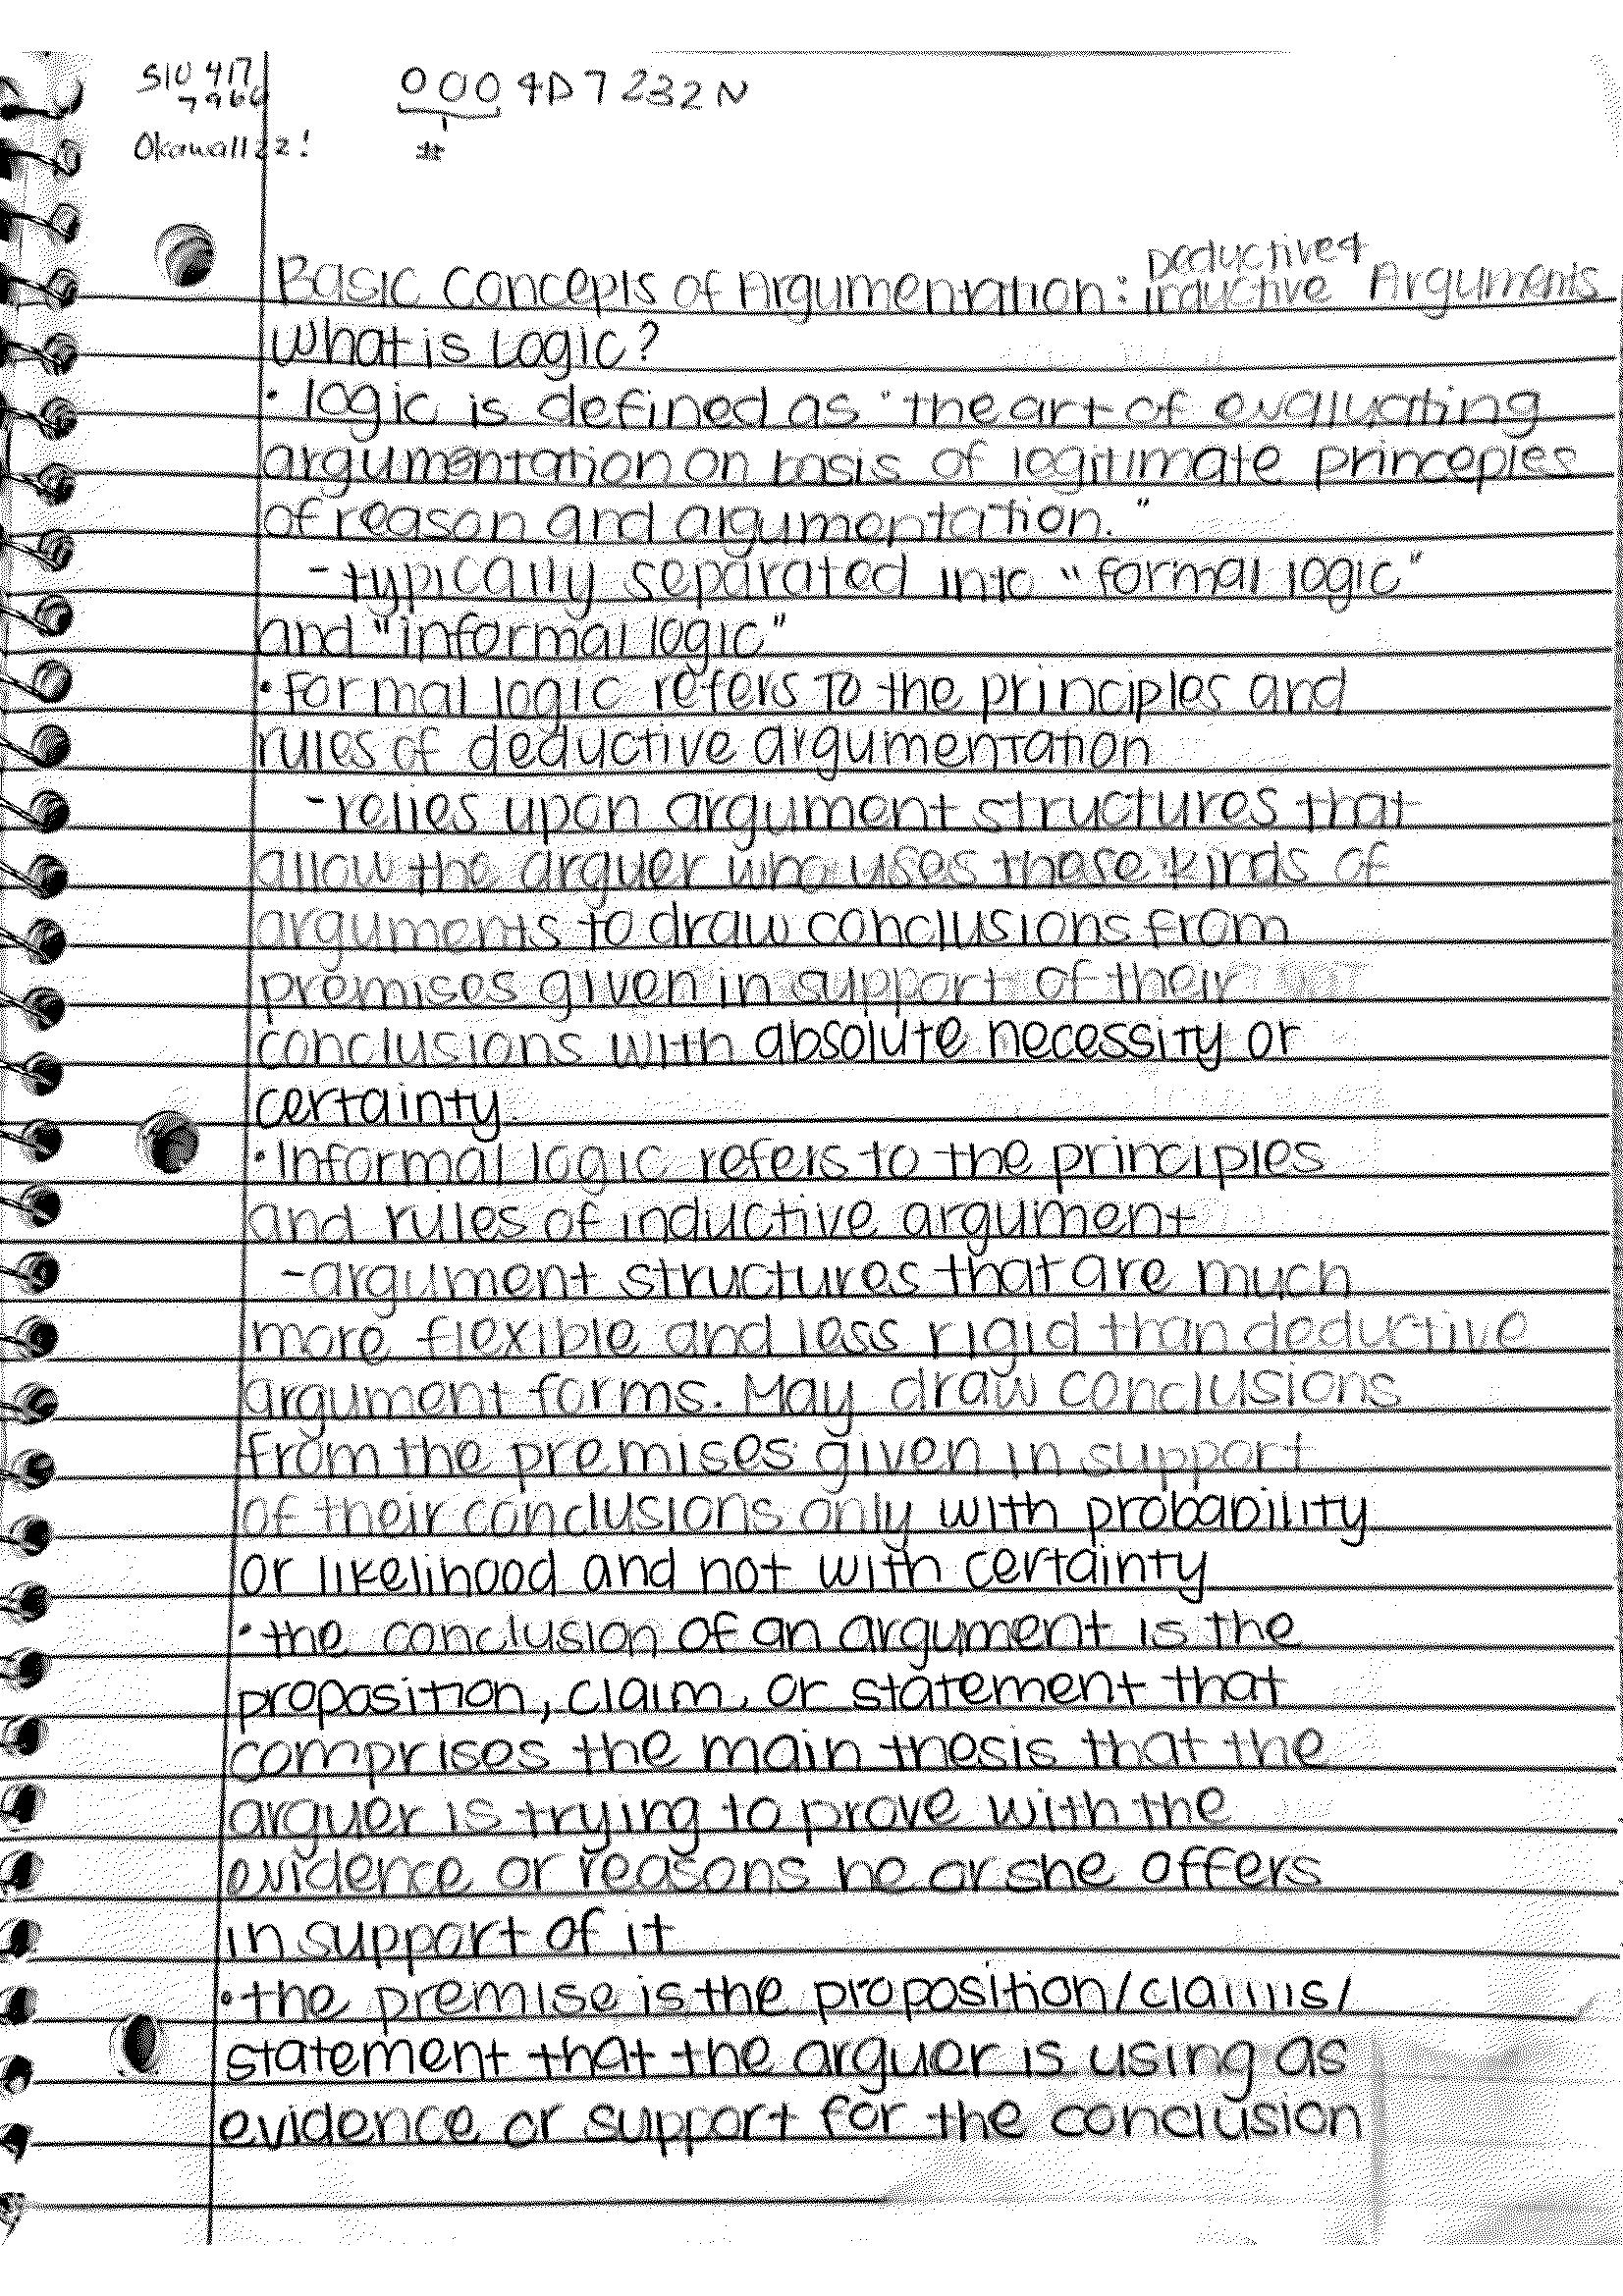 510 417
7966
Okawa1122!
0004D7232N
#
Deductive &
Basic Concepts of Argumentation: inductive Arguments
What is Logic?
• logic is defined as "the art of evaluating
argumentation on basis of legitimate princeples
of reason and argumentation."
- typically separated into "formal logic"
and "informal logic"
• Formal logic refers to the principles and
rules of deductive argumentation
- relies upon argument structures that
allow the arguer who uses these kinds of
arguments to draw conclusions from
premises given in support of their
conclusions with absolute necessity or
certainty.
• Informal logic refers to the principles
and rules of inductive argument
- argument structures that are much
more flexible and less rigid than deductive
argument forms. May draw conclusions
from the premises given in support
of their conclusions only with probability
or likelihood and not with certainty
• the conclusion of an argument is the
proposition, claim, or statement that
comprises the main thesis that the
arguer is trying to prove with the
evidence or reasons he or she offers
in support of it
• the premise is the proposition/claims/
statement that the arguer is using as
evidence or support for the conclusion